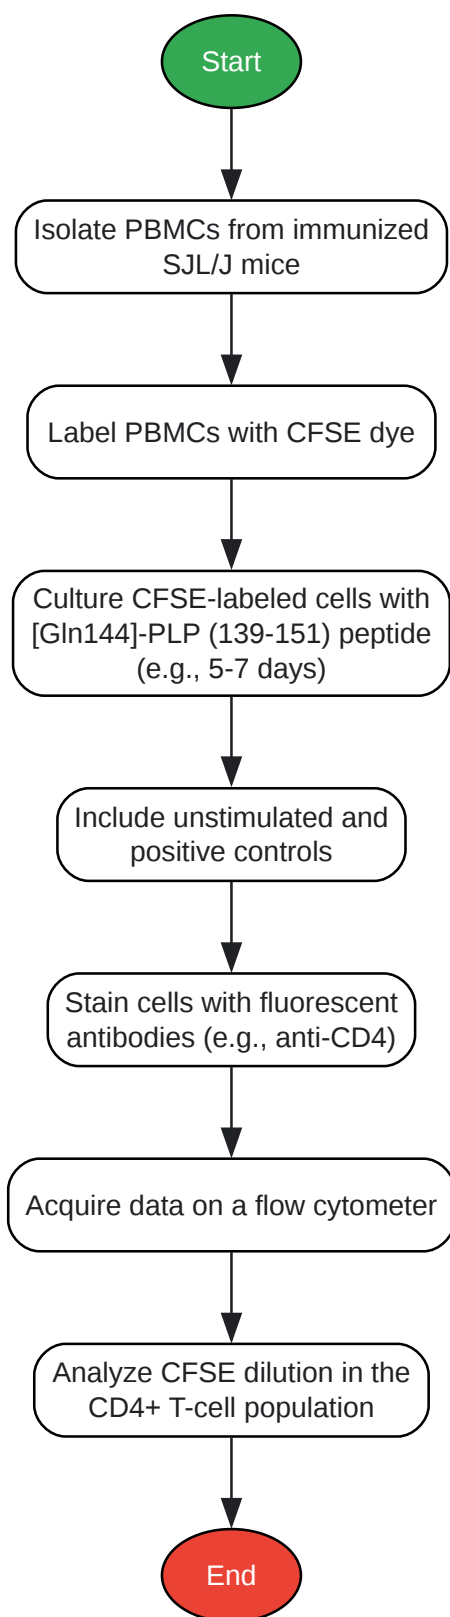 Start
Isolate PBMCs from immunized
SJL/J mice
Label PBMCs with CFSE dye
Culture CFSE-labeled cells with
[Gln144]-PLP (139-151) peptide
(e.g., 5-7 days)
Include unstimulated and
positive controls
Stain cells with fluorescent
antibodies (e.g., anti-CD4)
Acquire data on a flow cytometer
Analyze CFSE dilution in the
CD4+ T-cell population
End